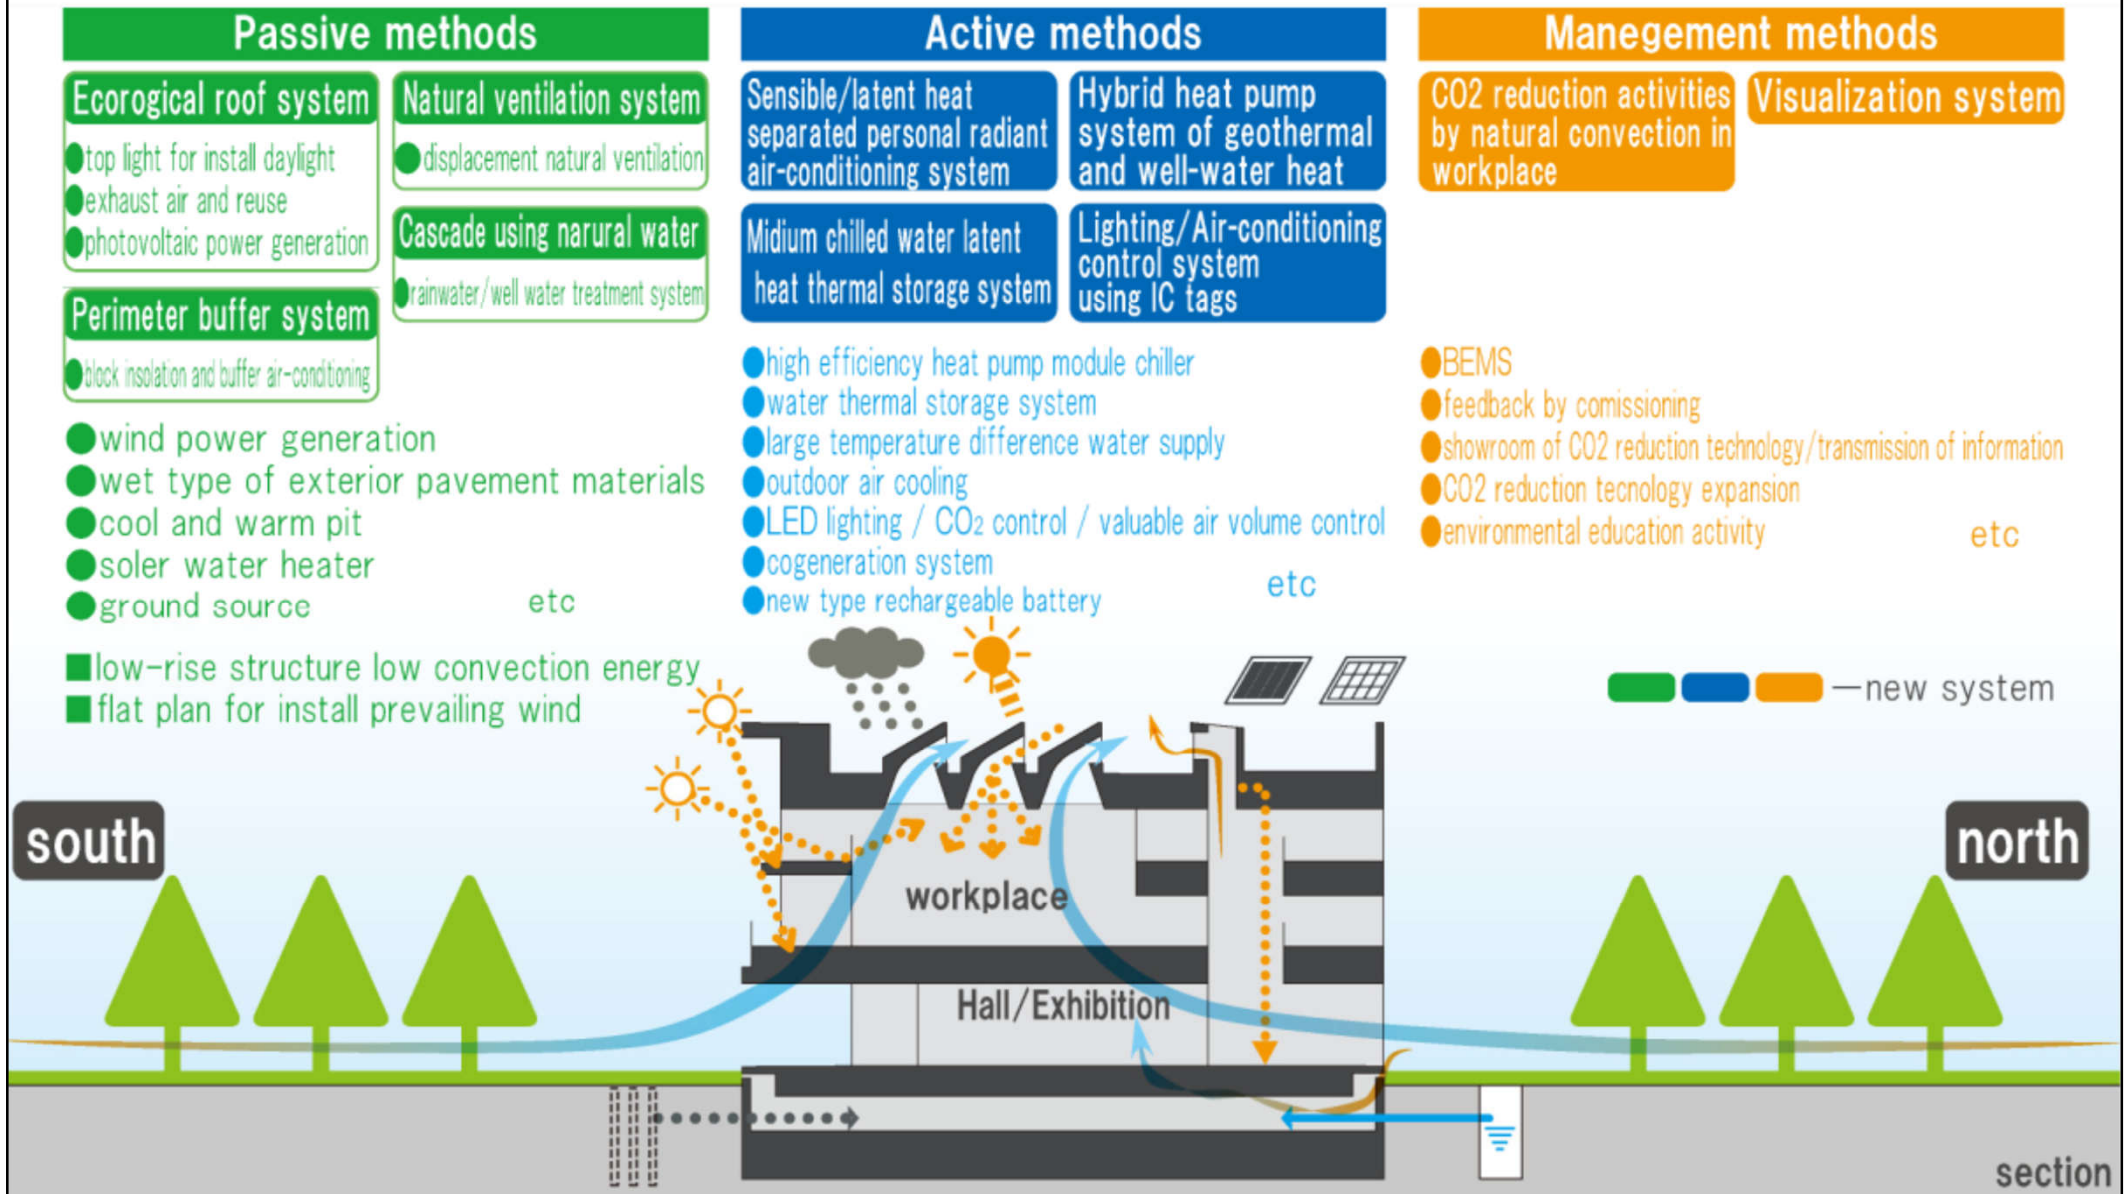 Passive methods
Ecorogical roof system
●top light for install daylight
●exhaust air and reuse
●photovoltaic power generation
Perimeter buffer system
●block insolation and buffer air-conditioning
Natural ventilation system
●displacement natural ventilation
Cascade using narural water
●rainwater/well water treatment system
●wind power generation
●wet type of exterior pavement materials
●cool and warm pit
●soler water heater
●ground source
etc
■low-rise structure low convection energy
■flat plan for install prevailing wind
Active methods
Sensible/latent heat
separated personal radiant
air-conditioning system
Hybrid heat pump
system of geothermal
and well-water heat
Midium chilled water latent
heat thermal storage system
Lighting/Air-conditioning
control system
using IC tags
●high efficiency heat pump module chiller
●water thermal storage system
●large temperature difference water supply
●outdoor air cooling
●LED lighting / CO2 control / valuable air volume control
●cogeneration system
●new type rechargeable battery
etc
Manegement methods
CO2 reduction activities
by natural convection in
workplace
Visualization system
●BEMS
●feedback by comissioning
●showroom of CO2 reduction technology/transmission of information
●CO2 reduction tecnology expansion
●environmental education activity
etc
—new system
south
north
workplace
Hall/Exhibition
section